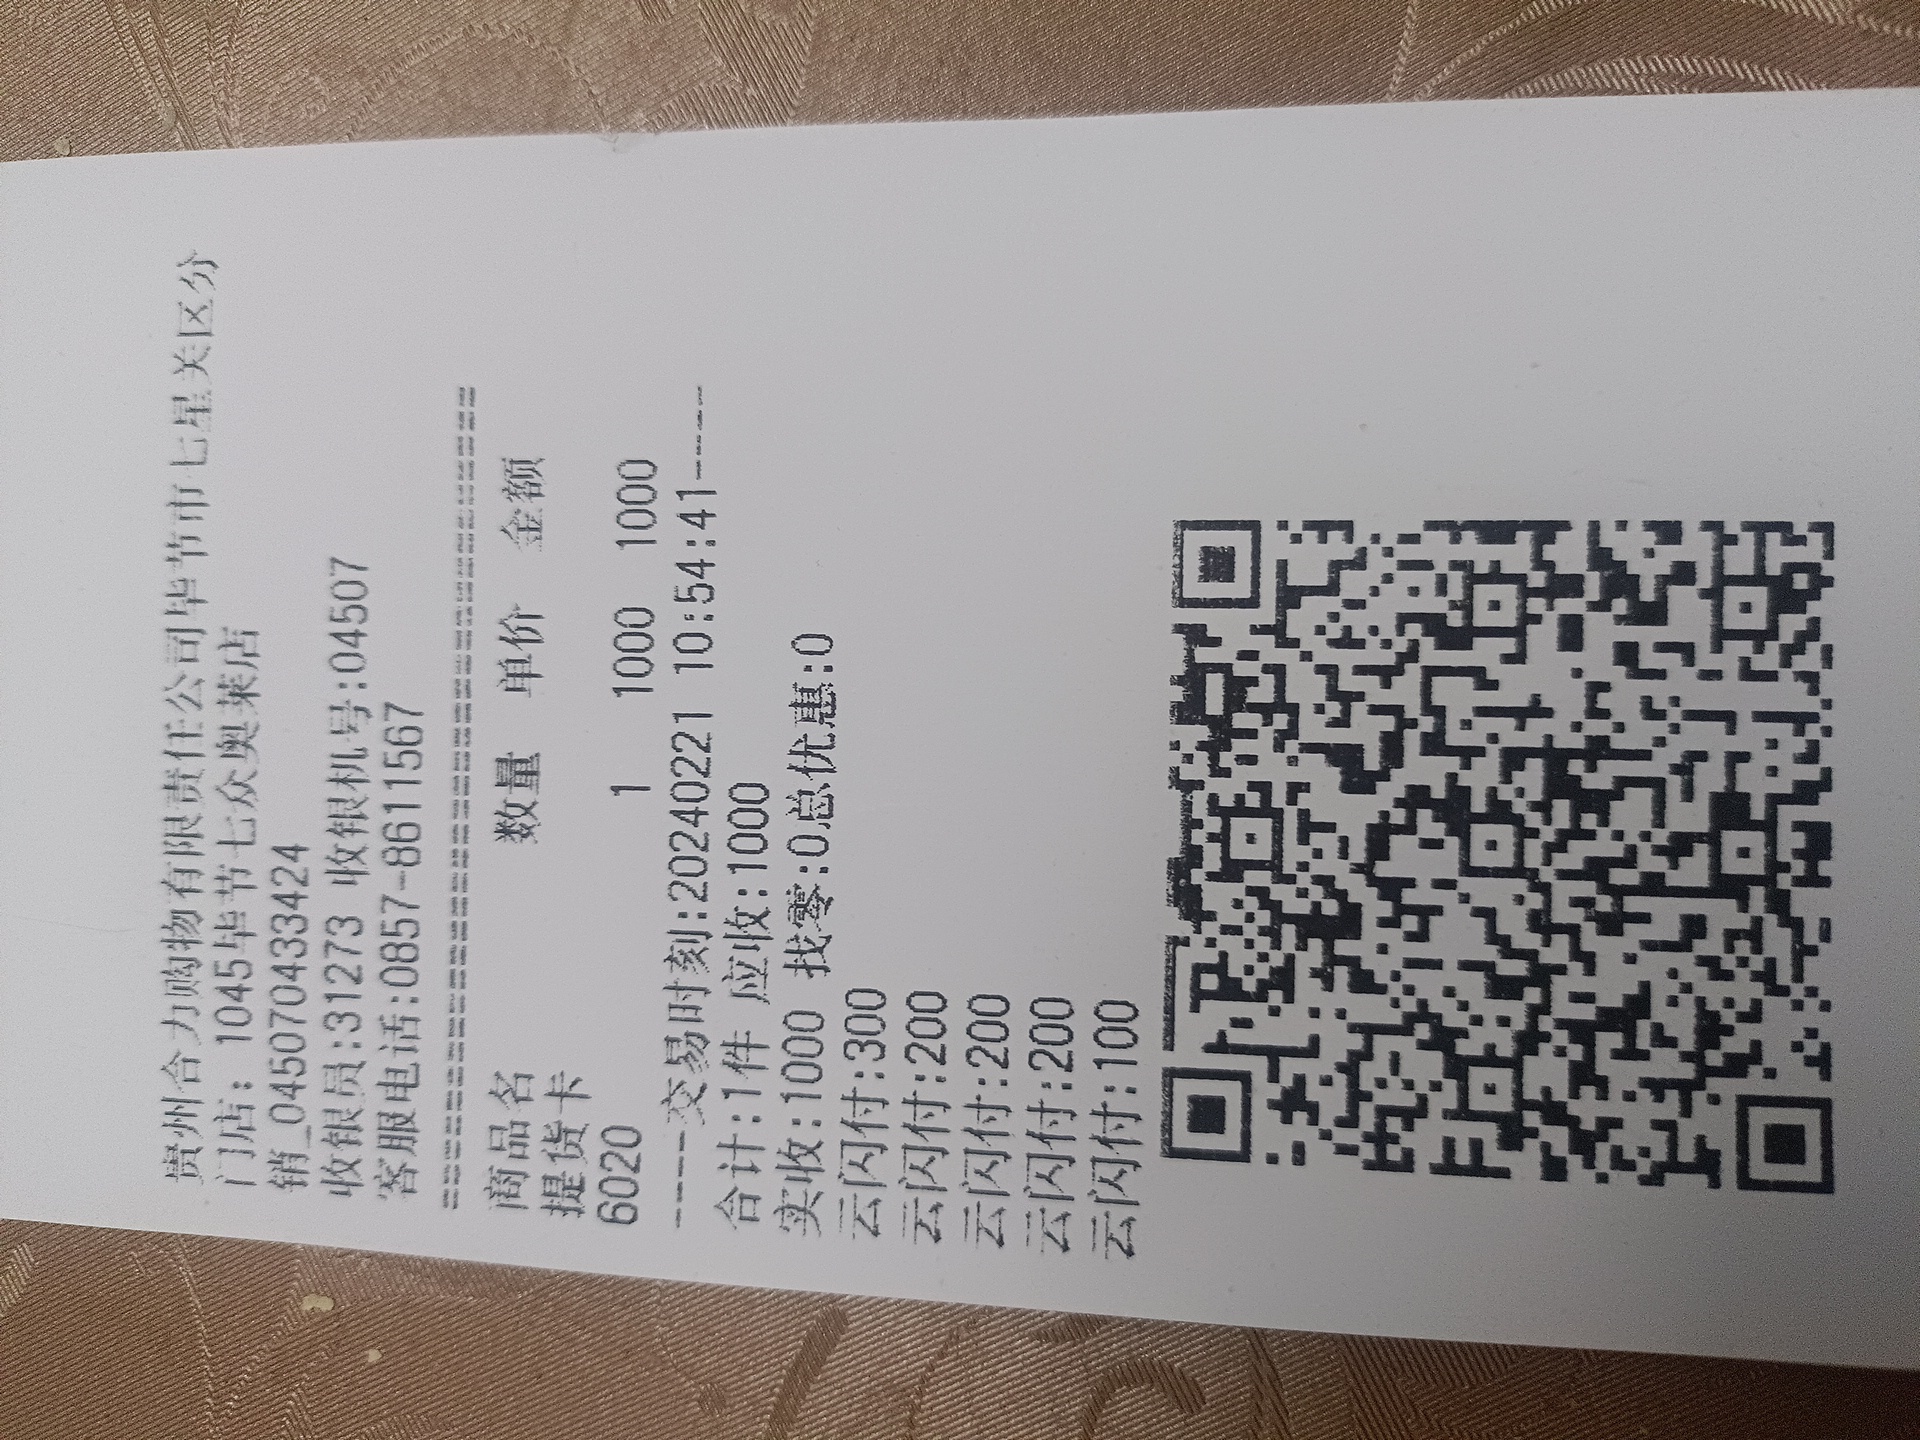 贵州合力购物有限责任公司毕节市七星关区分
门店: 1045毕节七众奥莱店
销_04507043​3424
收银员:31273 收银机号:04507
客服电话:0857-8611567
商品名 数量 单价 金额
提货卡
6020 1 1000 1000
----交易时刻:20240221 10:54:41----
合计:1件 应收:1000
实收:1000 找零:0总优惠:0
云闪付:300
云闪付:200
云闪付:200
云闪付:200
云闪付:100